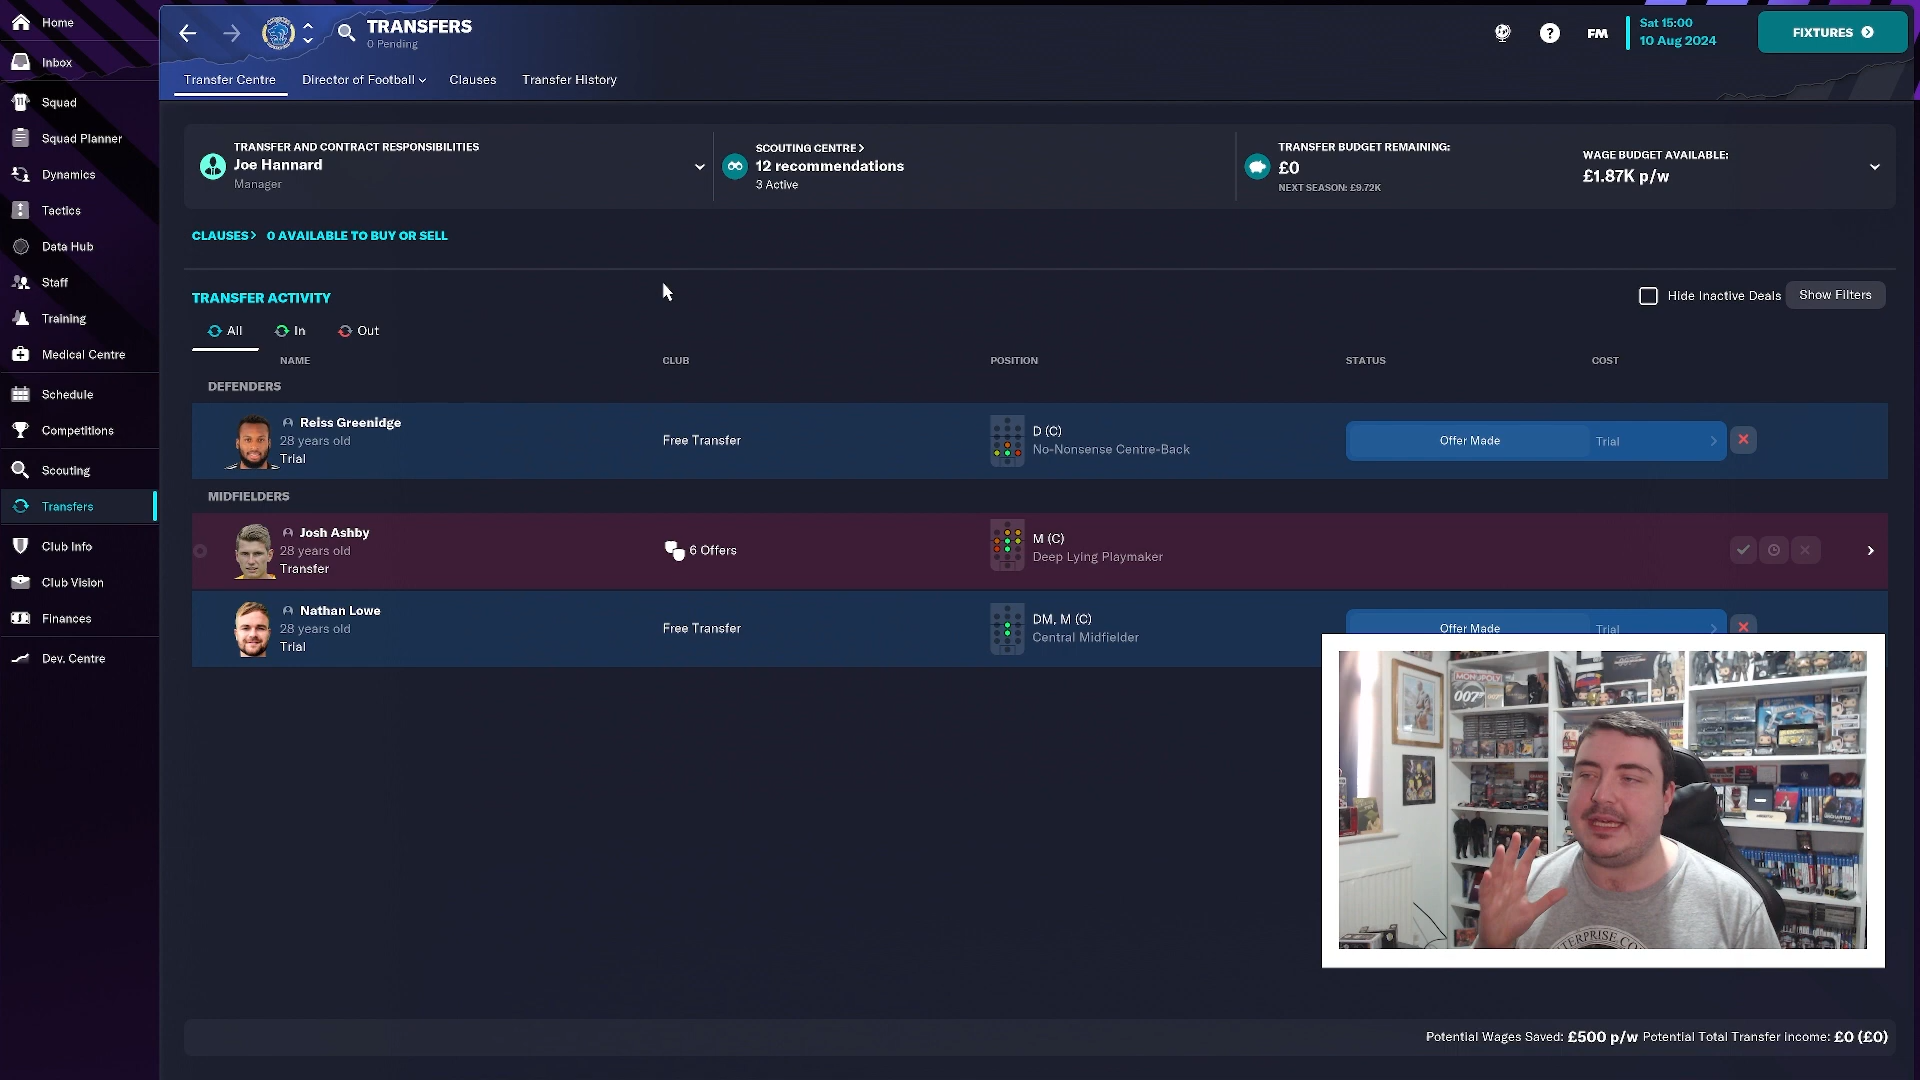 Home
Inbox
Squad
Squad Planner
Dynamics
Tactics
Data Hub
Staff
Training
Medical Centre
Schedule
Competitions
Scouting
Transfers
Club Info
Club Vision
Finances
Dev. Centre
TRANSFERS
0 Pending
FM
Sat 15:00
10 Aug 2024
FIXTURES
Transfer Centre
Director of Football
Clauses
Transfer History
TRANSFER AND CONTRACT RESPONSIBILITIES
Joe Hannard
Manager
SCOUTING CENTRE >
12 recommendations
3 Active
TRANSFER BUDGET REMAINING:
£0
NEXT SEASON: £9.72K
WAGE BUDGET AVAILABLE:
£1.87K p/w
CLAUSES > 0 AVAILABLE TO BUY OR SELL
TRANSFER ACTIVITY
Hide Inactive Deals
Show Filters
All
In
Out
NAME CLUB POSITION STATUS COST
DEFENDERS
Reiss Greenidge
28 years old
Trial
Free Transfer
D (C)
No-Nonsense Centre-Back
Offer Made
Trial
MIDFIELDERS
Josh Ashby
28 years old
Transfer
6 Offers
M (C)
Deep Lying Playmaker
Nathan Lowe
28 years old
Trial
Free Transfer
DM, M (C)
Central Midfielder
Offer Made
Trial
MONOPOLY
007
UNCHARTED
Potential Wages Saved: £500 p/w Potential Total Transfer Income: £0 (£0)